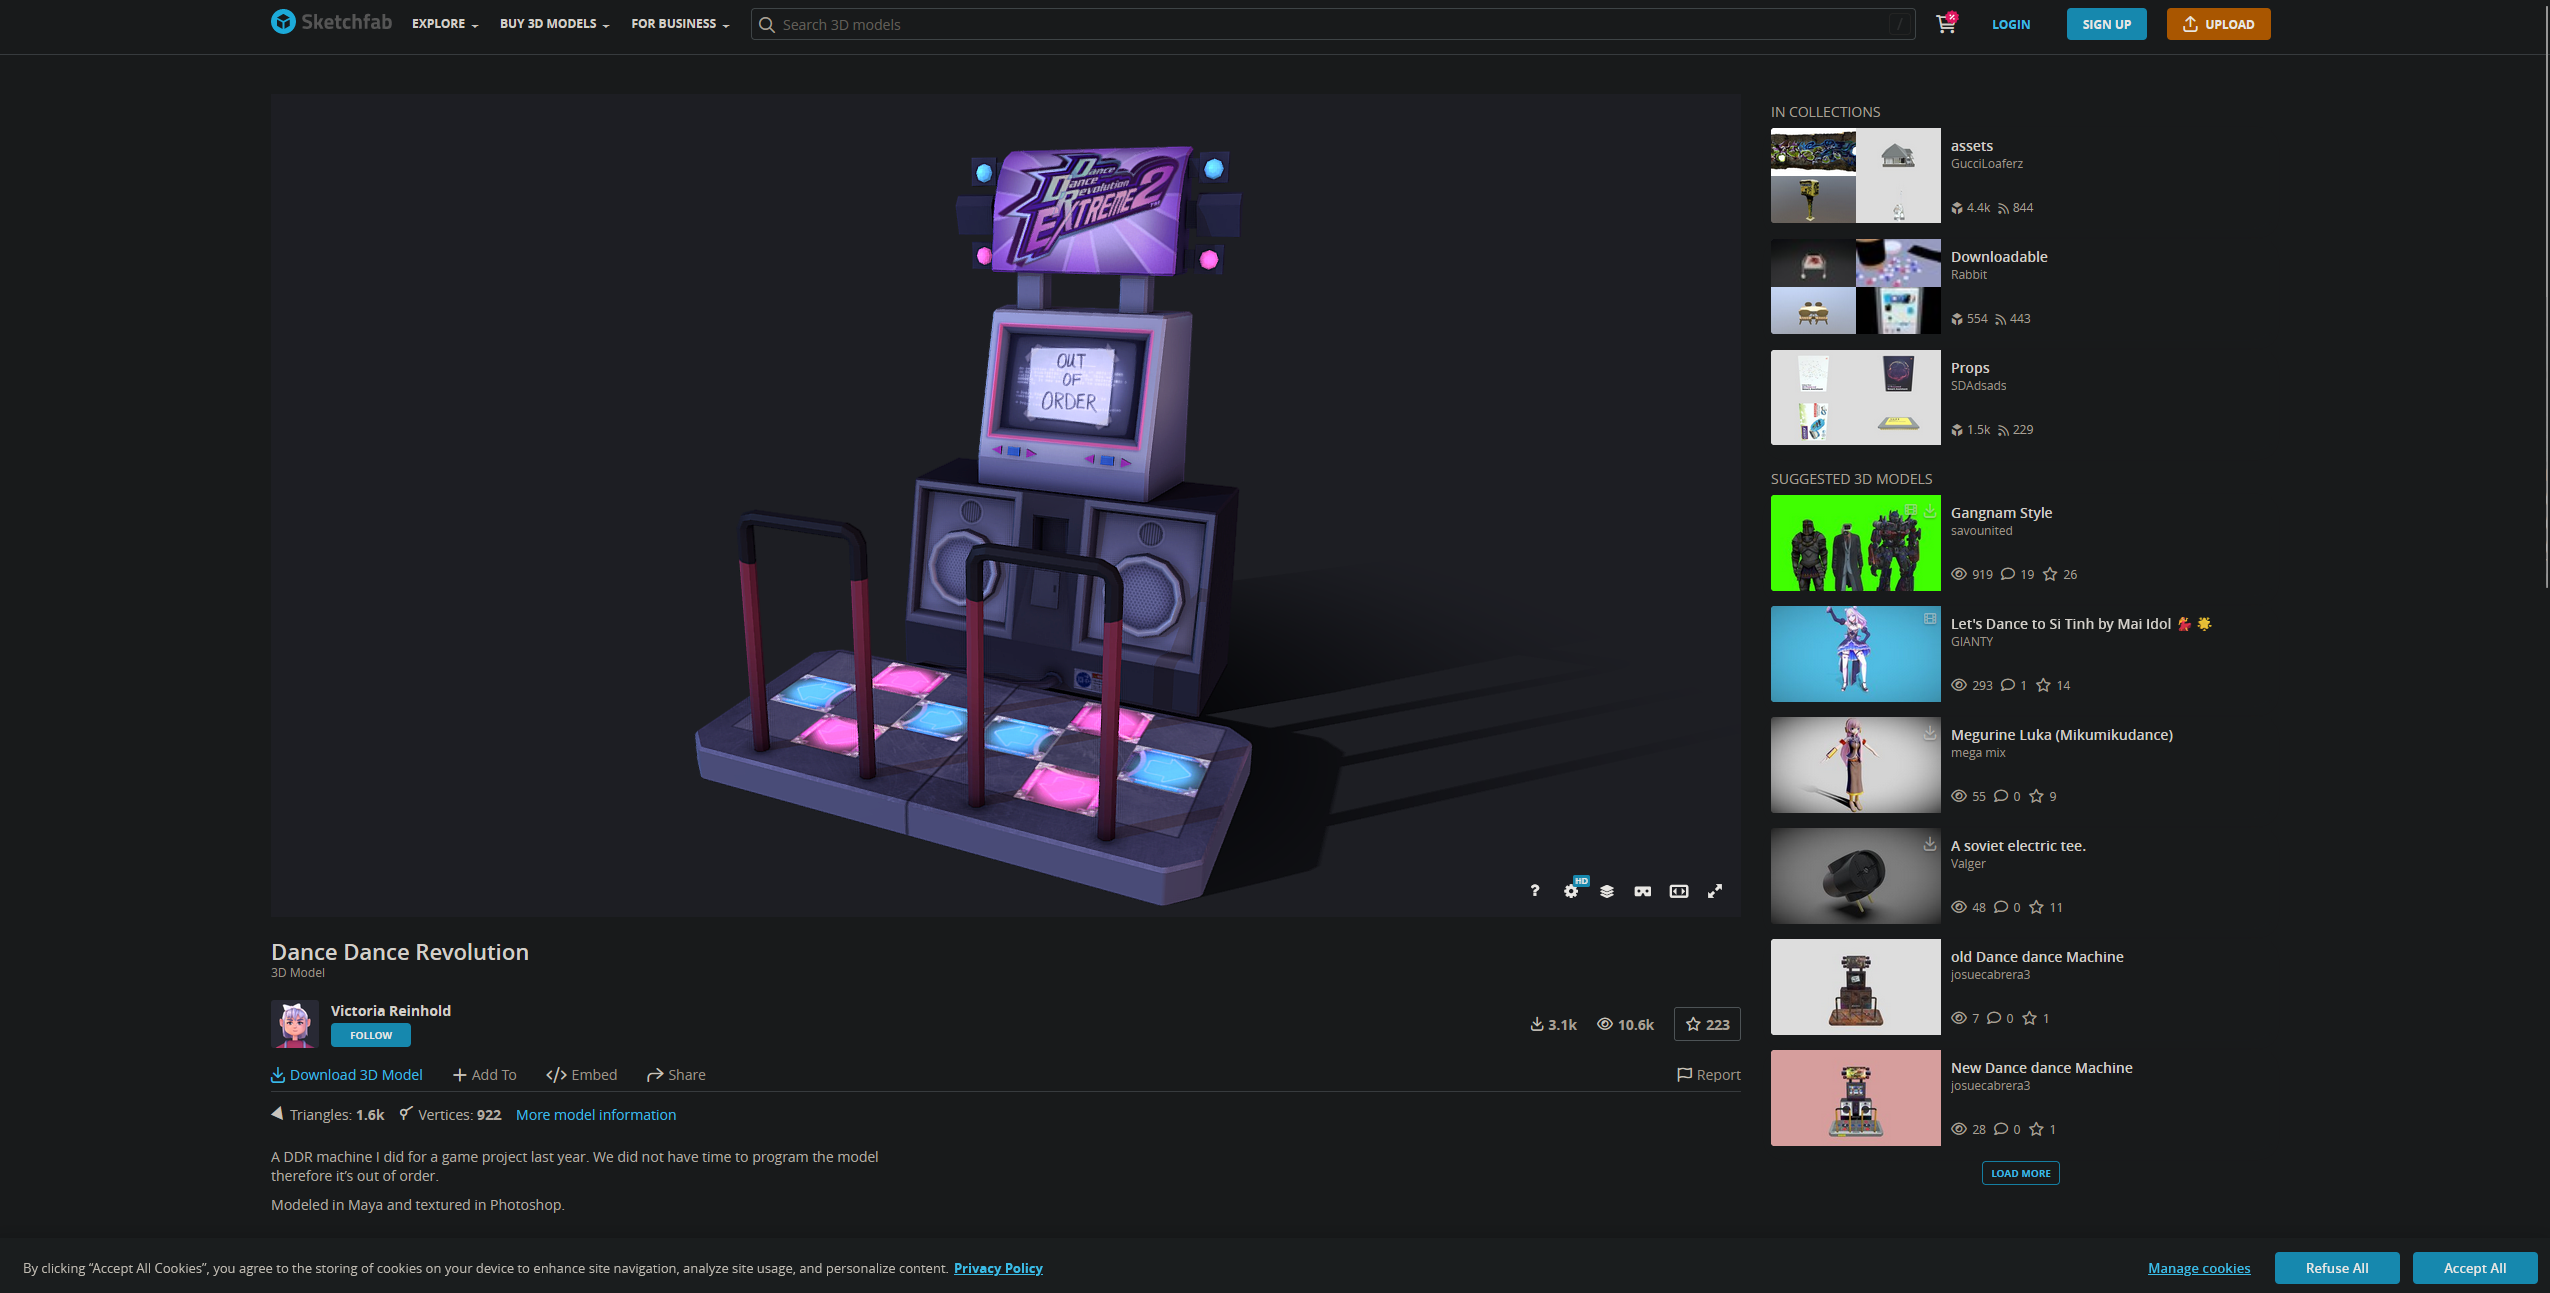 Sketchfab
EXPLORE
BUY 3D MODELS
FOR BUSINESS
Search 3D models
/
LOGIN
SIGN UP
UPLOAD
Dance
Dance
Revolution
EXTREME 2
TM
OUT
OF
ORDER
HD
Dance Dance Revolution
3D Model
Victoria Reinhold
FOLLOW
3.1k
10.6k
223
Download 3D Model
Add To
Embed
Share
Report
Triangles: 1.6k
Vertices: 922
More model information
A DDR machine I did for a game project last year. We did not have time to program the model
therefore it's out of order.
Modeled in Maya and textured in Photoshop.
IN COLLECTIONS
assets
GucciLoaferz
4.4k 844
Downloadable
Rabbit
554 443
Props
SDAdsads
1.5k 229
SUGGESTED 3D MODELS
Gangnam Style
savounited
919 19 26
Let's Dance to Si Tinh by Mai Idol 💃 🌟
GIANTY
293 1 14
Megurine Luka (Mikumikudance)
mega mix
55 0 9
A soviet electric tee.
Valger
48 0 11
old Dance dance Machine
josuecabrera3
7 0 1
New Dance dance Machine
josuecabrera3
28 0 1
LOAD MORE
By clicking “Accept All Cookies”, you agree to the storing of cookies on your device to enhance site navigation, analyze site usage, and personalize content. Privacy Policy
Manage cookies
Refuse All
Accept All